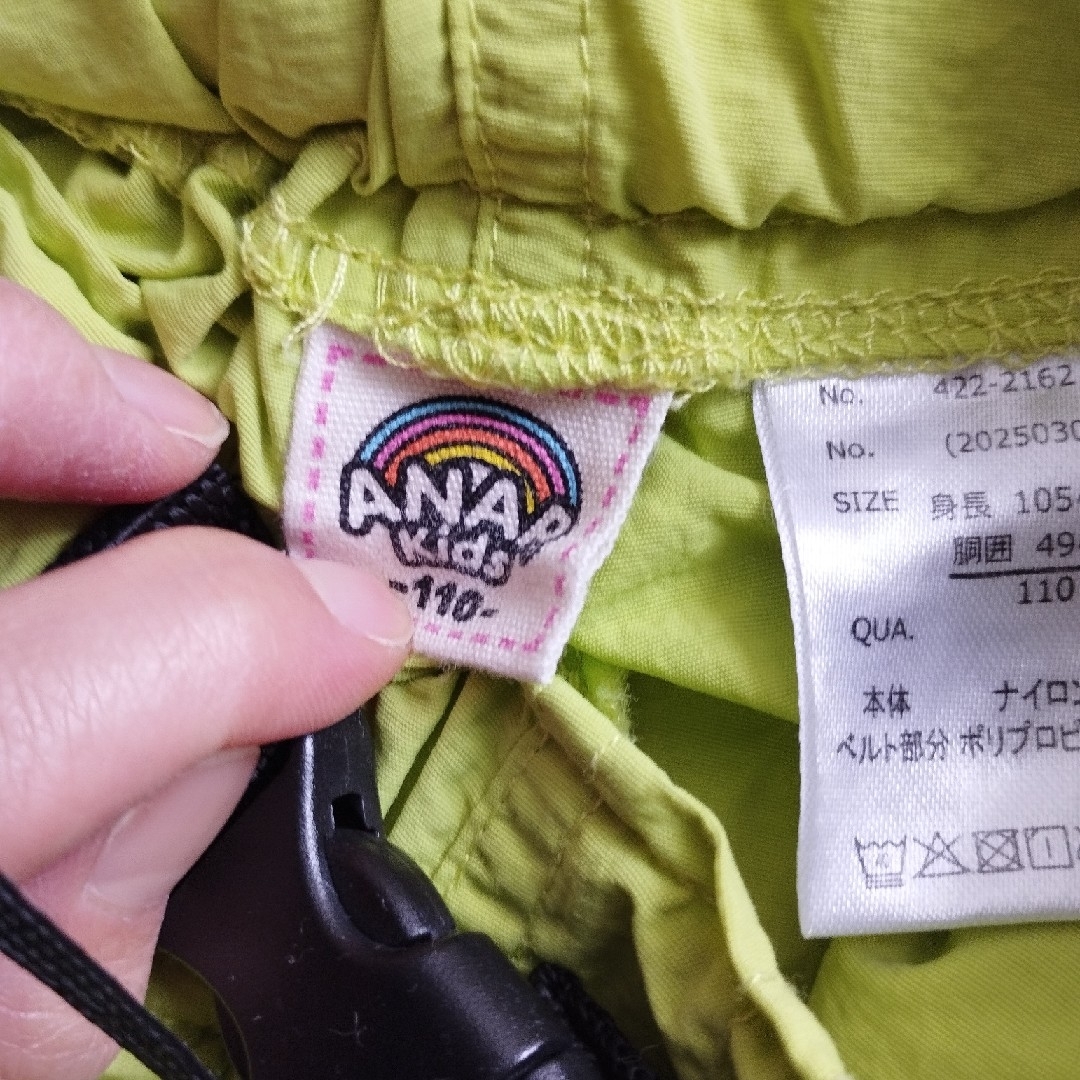 ANAP
Kids
-110-
No. 422-2162
No. (2025030
SIZE 身長 105
胴囲 49
110
QUA.
本体 ナイロン
ベルト部分 ポリプロピ